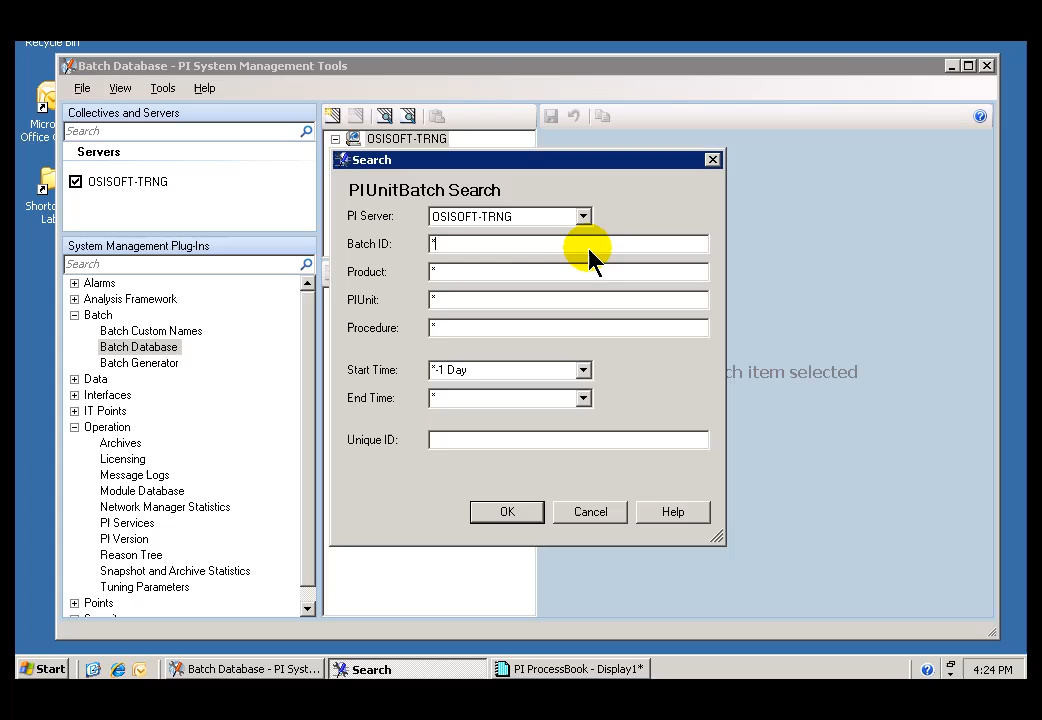 Recycle Bin
Batch Database - PI System Management Tools
File View Tools Help
Micro
Office
Shortc
Lab
Collectives and Servers
Search
Servers
OSISOFT-TRNG
System Management Plug-Ins
Search
Alarms
Analysis Framework
Batch
Batch Custom Names
Batch Database
Batch Generator
Data
Interfaces
IT Points
Operation
Archives
Licensing
Message Logs
Module Database
Network Manager Statistics
PI Services
PI Version
Reason Tree
Snapshot and Archive Statistics
Tuning Parameters
Points
OSISOFT-TRNG
Search
PIUnitBatch Search
PI Server: OSISOFT-TRNG
Batch ID: *
Product: *
PIUnit: *
Procedure: *
Start Time: *-1 Day
End Time: *
Unique ID:
OK Cancel Help
ch item selected
Start
Batch Database - PI Syst...
Search
PI ProcessBook - Display1*
4:24 PM